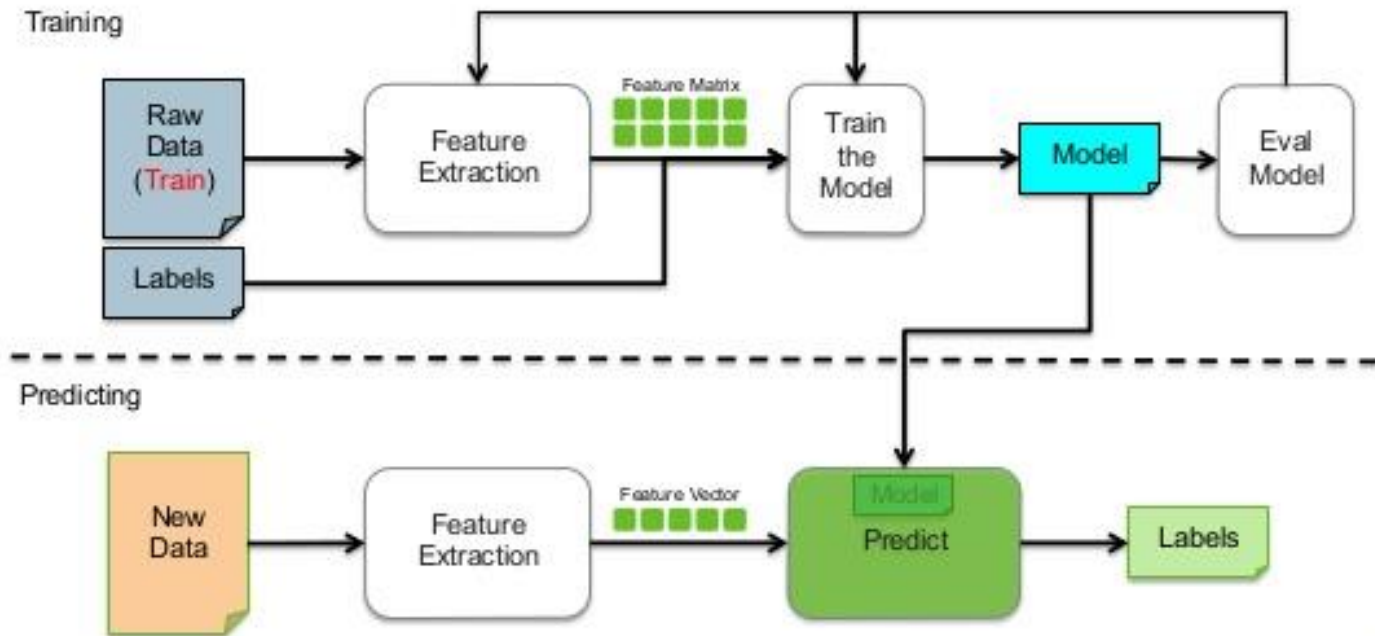 Training
Raw
Data
(Train)
Labels
Feature
Extraction
Feature Matrix
Train
the
Model
Model
Eval
Model
Predicting
New
Data
Feature
Extraction
Feature Vector
Model
Predict
Labels